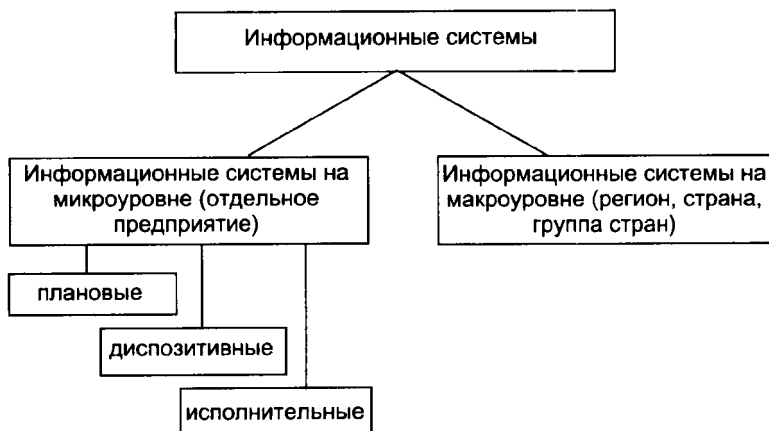 Информационные системы
Информационные системы на
микроуровне (отдельное
предприятие)
Информационные системы на
макроуровне (регион, страна,
группа стран)
плановые
диспозитивные
исполнительные